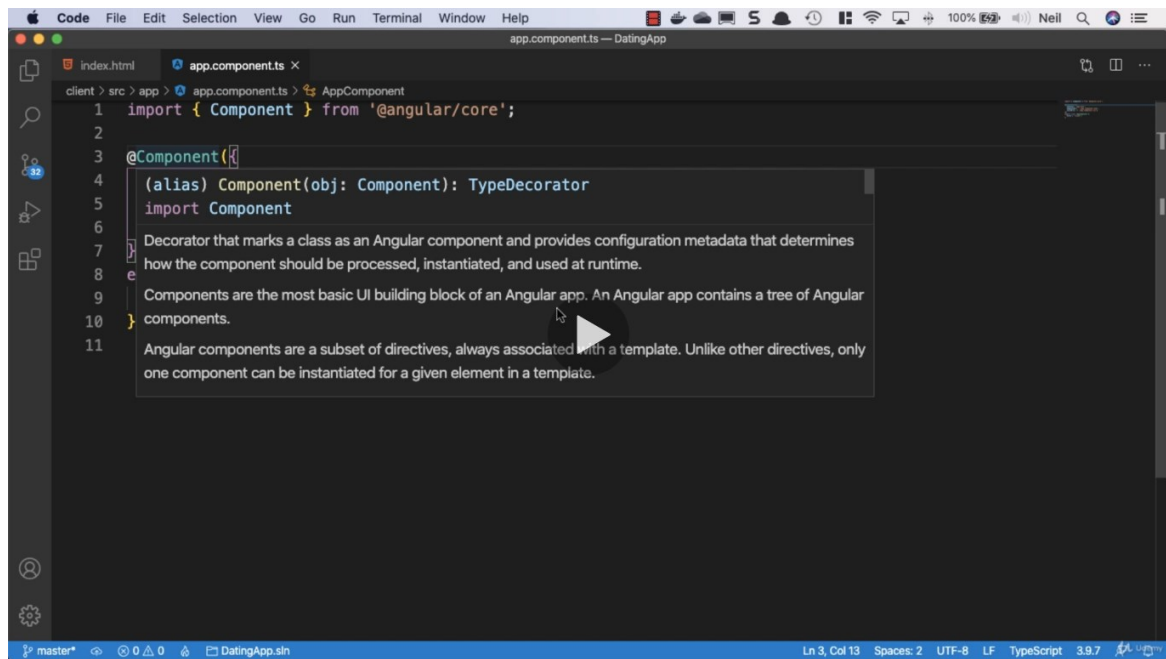 Code File Edit Selection View Go Run Terminal Window Help 100% Neil
app.component.ts — DatingApp
index.html app.component.ts
client > src > app > app.component.ts > AppComponent
1 import { Component } from '@angular/core';
2
3 @Component({
4
(alias) Component(obj: Component): TypeDecorator
5
import Component
6
Decorator that marks a class as an Angular component and provides configuration metadata that determines
7 }
how the component should be processed, instantiated, and used at runtime.
8 e
9
Components are the most basic UI building block of an Angular app. An Angular app contains a tree of Angular
10 }
components.
11
Angular components are a subset of directives, always associated with a template. Unlike other directives, only
one component can be instantiated for a given element in a template.
32
master* 0 0 DatingApp.sln Ln 3, Col 13 Spaces: 2 UTF-8 LF TypeScript 3.9.7
Udemy